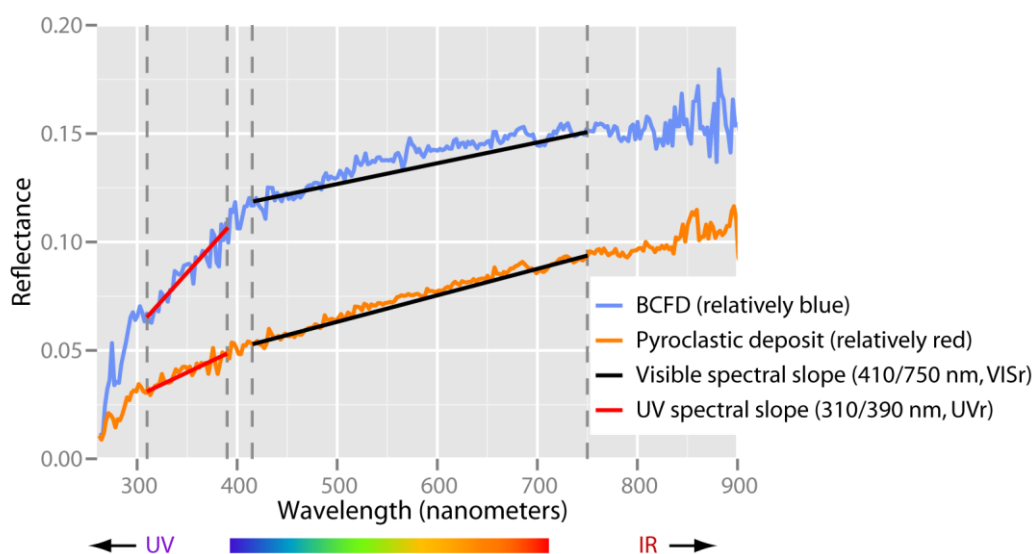 0.20
0.15
0.10
0.05
0.00
Reflectance
300 400 500 600 700 800 900
Wavelength (nanometers)
BCFD (relatively blue)
Pyroclastic deposit (relatively red)
Visible spectral slope (410/750 nm, VISr)
UV spectral slope (310/390 nm, UVr)
UV IR